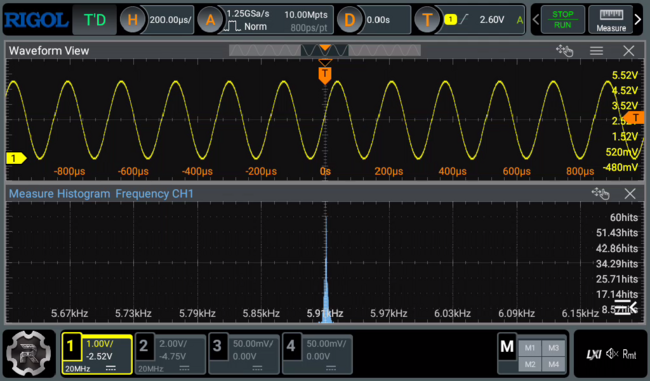 RIGOL T'D H 200.00µs/ A 1.25GSa/s 10.00Mpts D 0.00s T 1 2.60V A STOP
Norm 800pts/pt RUN Measure
Waveform View
T
5.52V
4.52V
3.52V
2.52V T
1.52V
1 520mV
-800µs -600µs -400µs -200µs 0s 200µs 400µs 600µs 800µs -480mV
Measure Histogram Frequency CH1
60hits
51.43hits
42.86hits
34.29hits
25.71hits
17.14hits
5.67kHz 5.73kHz 5.79kHz 5.85kHz 5.91kHz 5.97kHz 6.03kHz 6.09kHz 6.15kHz
1 1.00V/ 2 2.00V/ 3 50.00mV/ 4 50.00mV/ M M1 M3
-2.52V -4.75V 0.00V 0.00V M2 M4 LXI Rmt
20MHz 20MHz